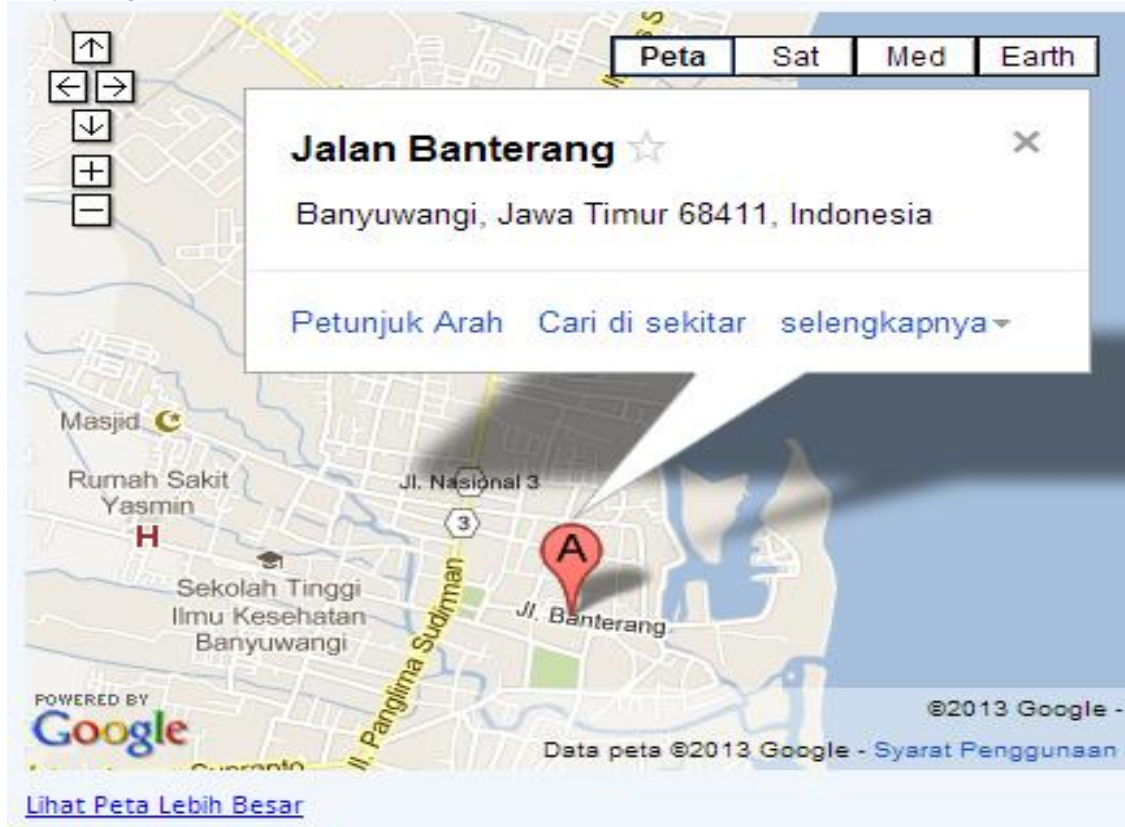 Peta Sat Med Earth
Jalan Banterang
×
Banyuwangi, Jawa Timur 68411, Indonesia
Petunjuk Arah Cari di sekitar selengkapnya
Masjid
Rumah Sakit
Yasmin
H
Jl. Nasional 3
3
A
Sekolah Tinggi
Ilmu Kesehatan
Banyuwangi
Jl. Banterang
Jl. Panglima Sudirman
POWERED BY
Google
©2013 Google -
Data peta ©2013 Google - Syarat Penggunaan
Lihat Peta Lebih Besar